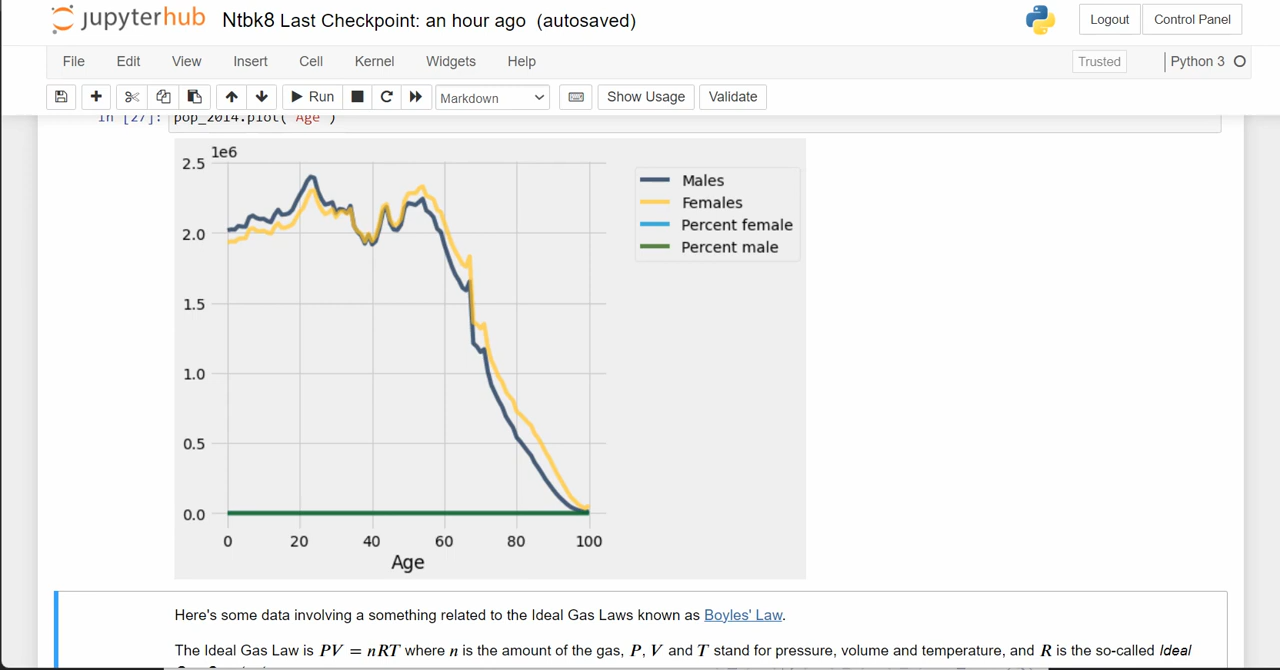 jupyterhub Ntbk8 Last Checkpoint: an hour ago (autosaved) Logout Control Panel
File Edit View Insert Cell Kernel Widgets Help Trusted Python 3
Run Markdown Show Usage Validate
In [27]: pop_2014.plot('Age')
1e6
2.5
2.0
1.5
1.0
0.5
0.0
0 20 40 60 80 100
Age
Males
Females
Percent female
Percent male
Here's some data involving a something related to the Ideal Gas Laws known as Boyles' Law.
The Ideal Gas Law is PV = nRT where n is the amount of the gas, P, V and T stand for pressure, volume and temperature, and R is the so-called Ideal